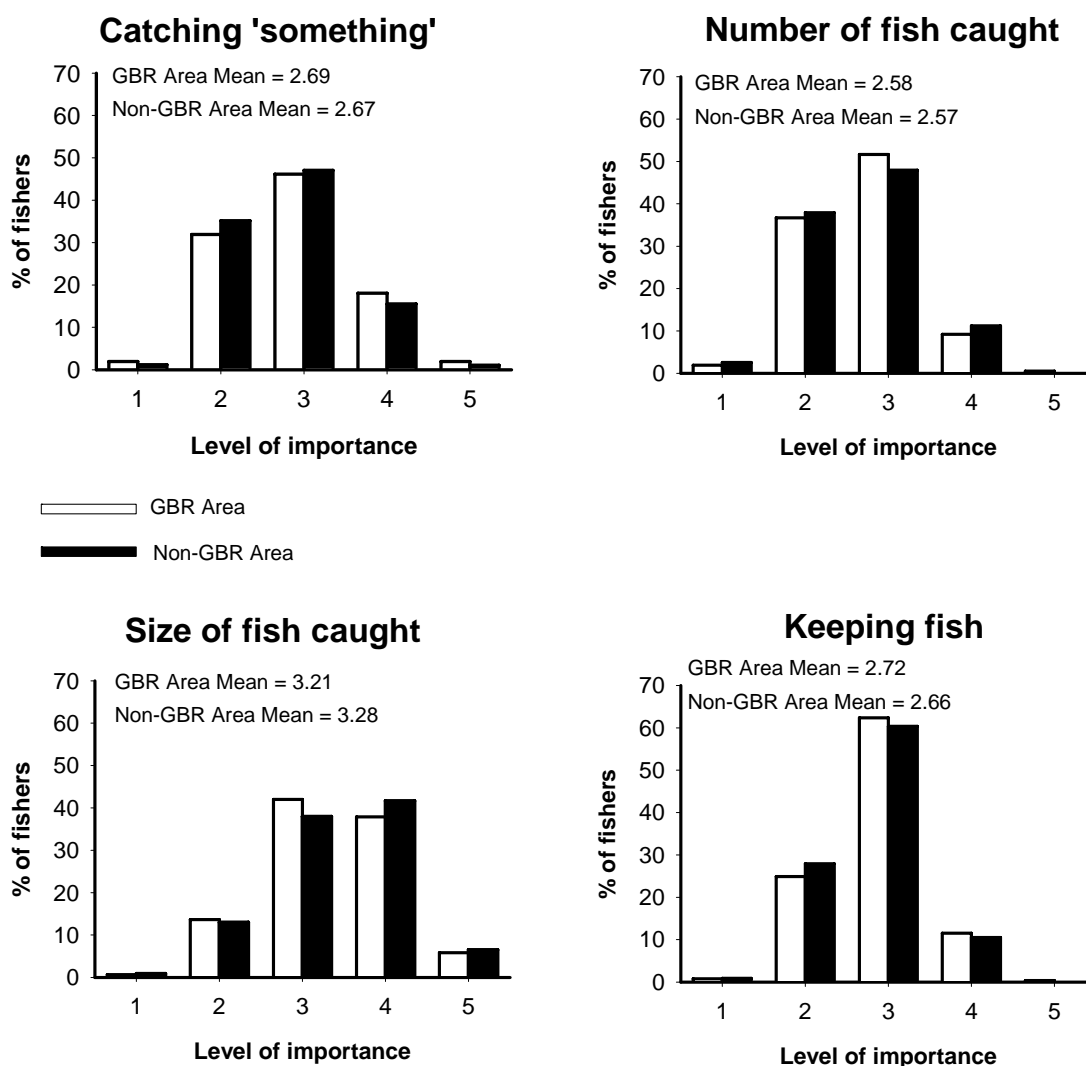 Catching 'something'
GBR Area Mean = 2.69
Non-GBR Area Mean = 2.67
% of fishers
70
60
50
40
30
20
10
0
1 2 3 4 5
Level of importance
Number of fish caught
GBR Area Mean = 2.58
Non-GBR Area Mean = 2.57
% of fishers
70
60
50
40
30
20
10
0
1 2 3 4 5
Level of importance
GBR Area
Non-GBR Area
Size of fish caught
GBR Area Mean = 3.21
Non-GBR Area Mean = 3.28
% of fishers
70
60
50
40
30
20
10
0
1 2 3 4 5
Level of importance
Keeping fish
GBR Area Mean = 2.72
Non-GBR Area Mean = 2.66
% of fishers
70
60
50
40
30
20
10
0
1 2 3 4 5
Level of importance